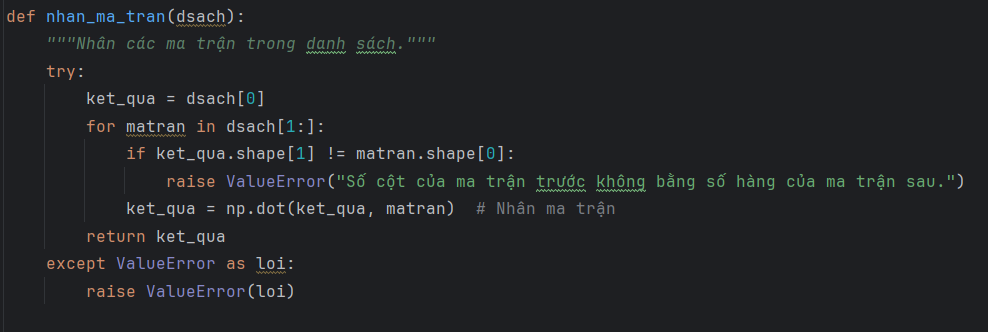 def nhan_ma_tran(dsach):
    """Nhân các ma trận trong danh sách."""
    try:
        ket_qua = dsach[0]
        for matran in dsach[1:]:
            if ket_qua.shape[1] != matran.shape[0]:
                raise ValueError("Số cột của ma trận trước không bằng số hàng của ma trận sau.")
            ket_qua = np.dot(ket_qua, matran)  # Nhân ma trận
        return ket_qua
    except ValueError as loi:
        raise ValueError(loi)